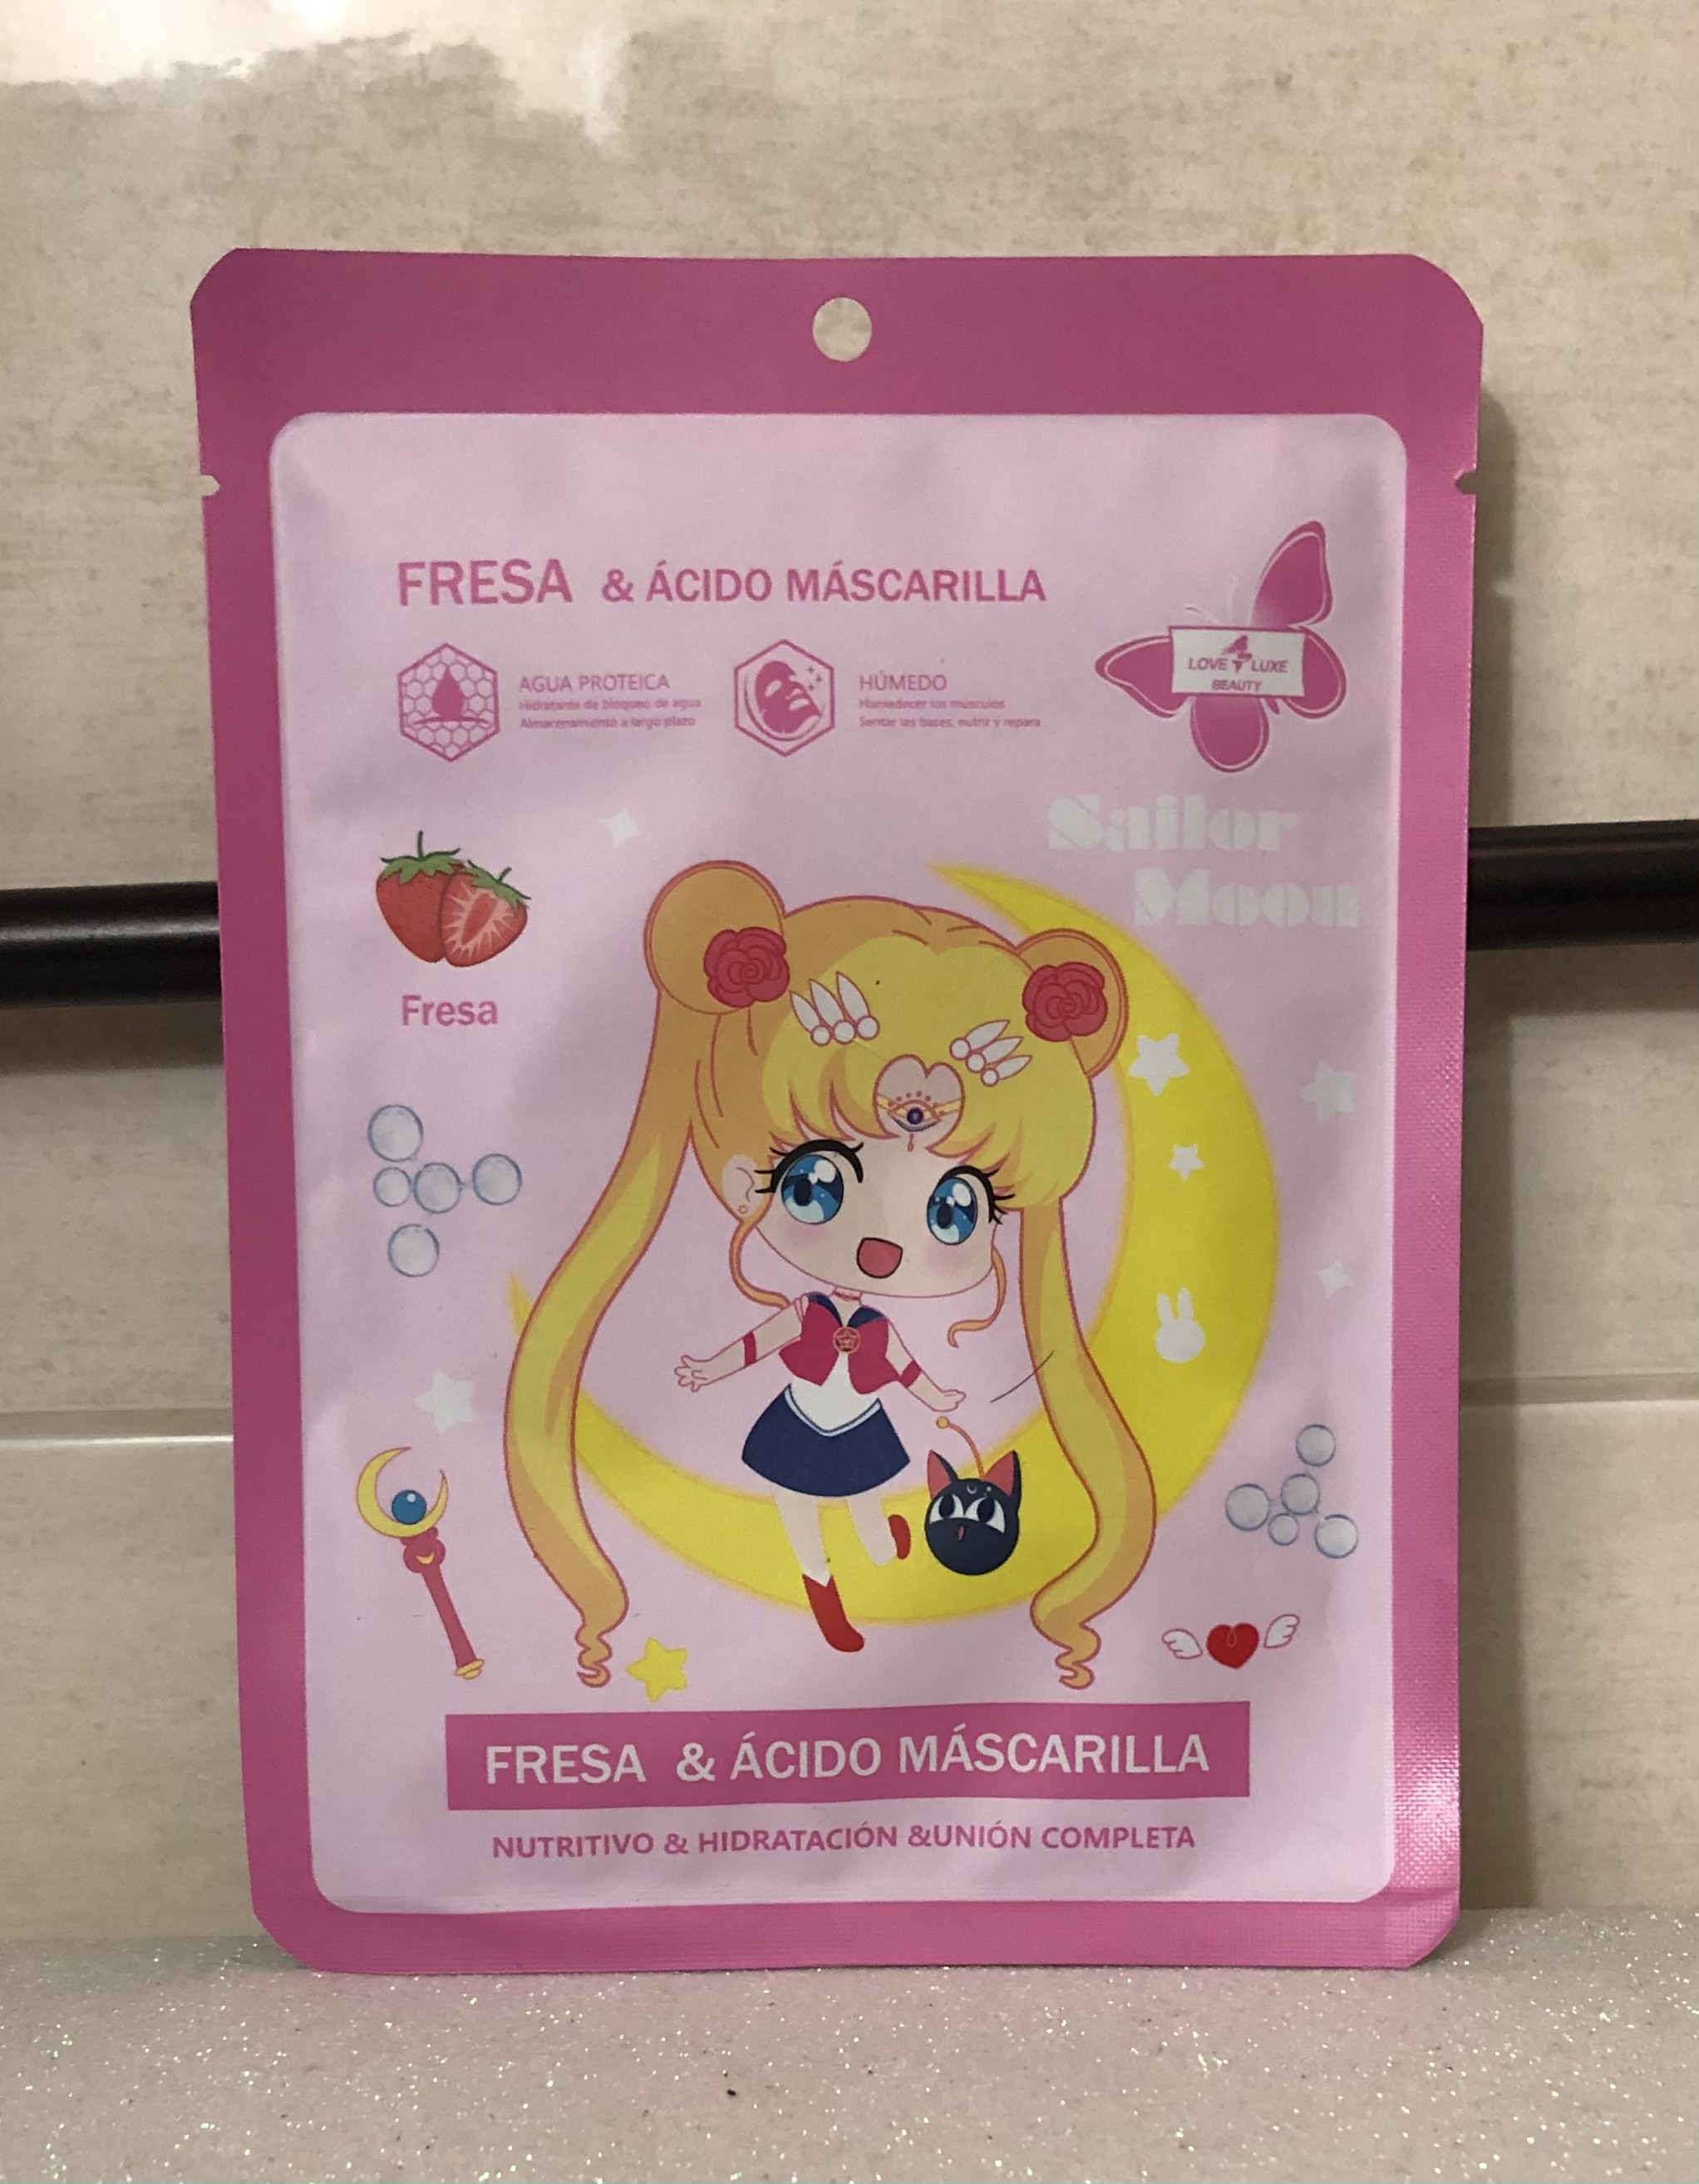 FRESA & ÁCIDO MÁSCARILLA
AGUA PROTEICA
Hidratante de bloqueo de agua
Almacenamiento a largo plazo
HÚMEDO
Humedecer los músculos
Sentar las bases, nutrir y repara
LOVE LUXE
BEAUTY
Sailor
Moon
Fresa
FRESA & ÁCIDO MÁSCARILLA
NUTRITIVO & HIDRATACIÓN &UNIÓN COMPLETA